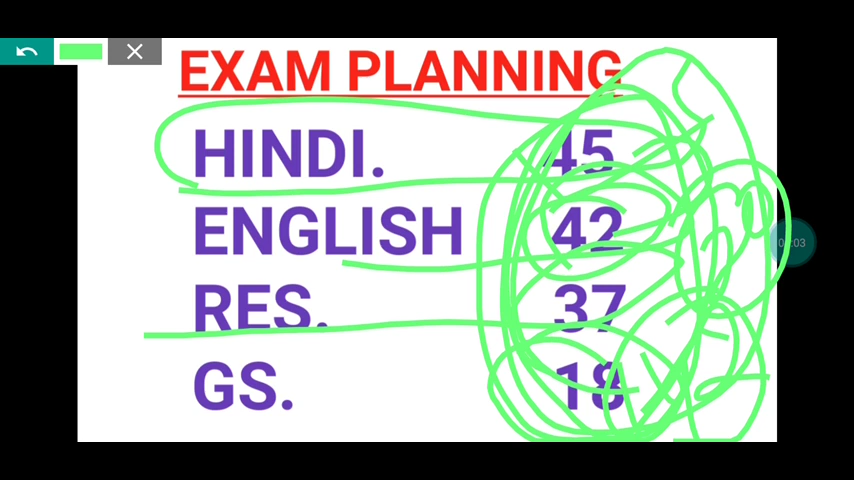 EXAM PLANNING
HINDI. 45
ENGLISH 42
RES. 37
GS. 18